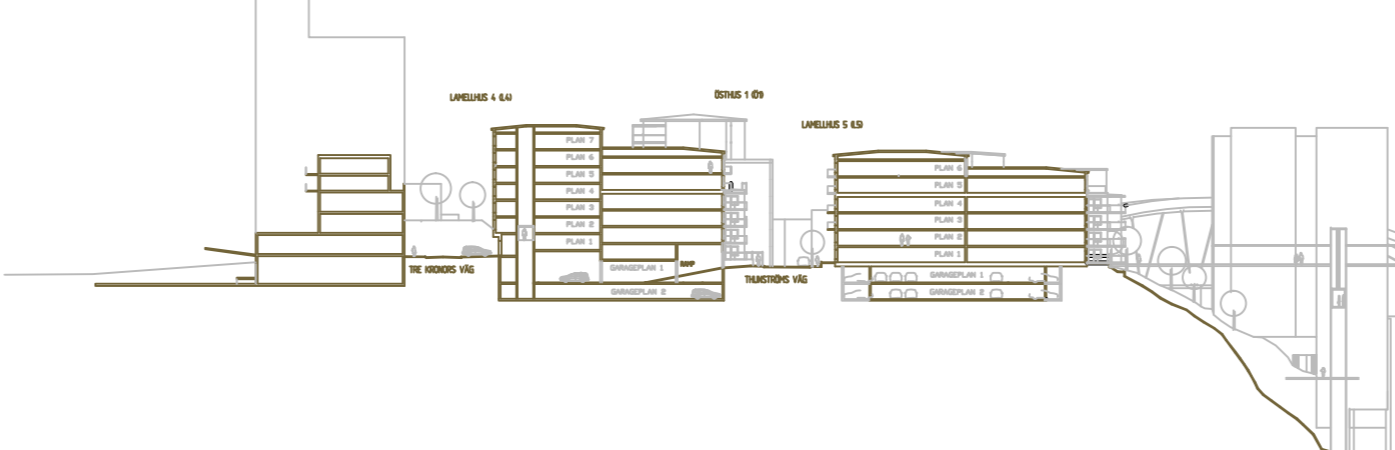 LAMELLHUS 4 (L4)
ÖSTHUS 1 (Ö1)
LAMELLHUS 5 (L5)
PLAN 7
PLAN 6
PLAN 5
PLAN 4
PLAN 3
PLAN 2
PLAN 1
GARAGEPLAN 1
RAMP
GARAGEPLAN 2
TRE KRONORS VÄG
THUNSTRÖMS VÄG
PLAN 6
PLAN 5
PLAN 4
PLAN 3
PLAN 2
PLAN 1
GARAGEPLAN 1
GARAGEPLAN 2